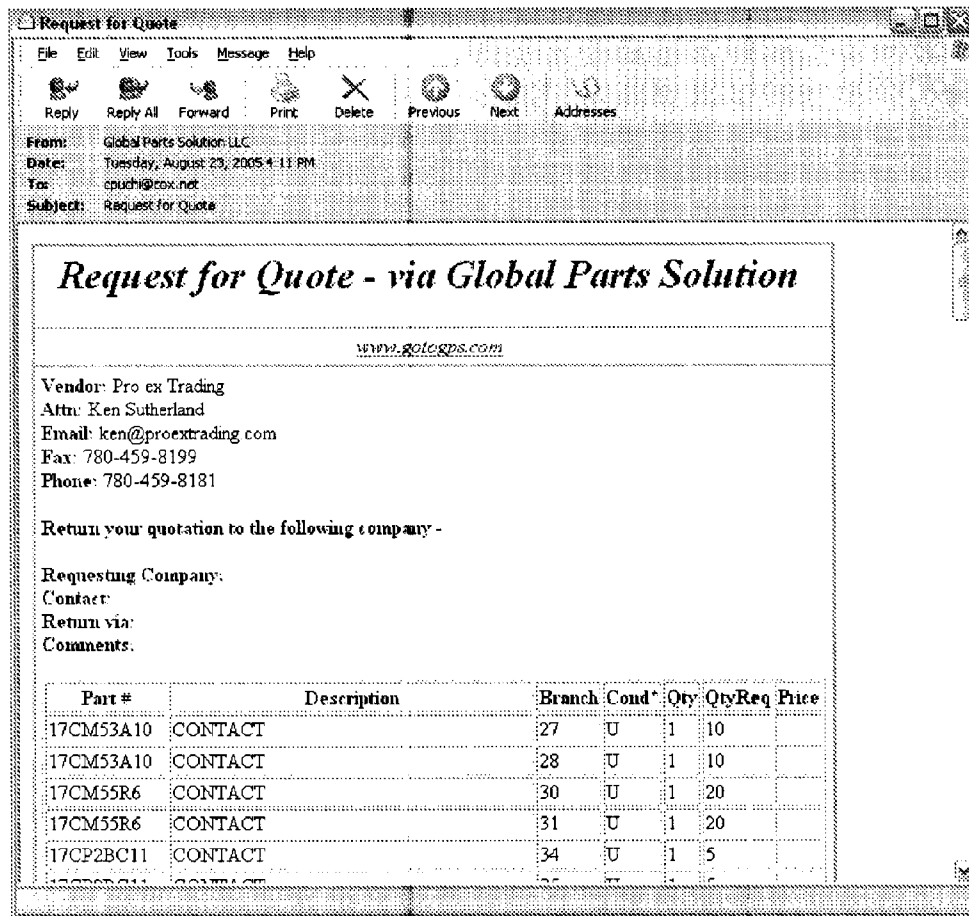 Request for Quote
File Edit View Tools Message Help
Reply Reply All Forward Print Delete Previous Next Addresses
From: Global Parts Solution LLC
Date: Tuesday, August 23, 2005 4:11 PM
To: cpuchi@cox.net
Subject: Request for Quote
Request for Quote - via Global Parts Solution
www.gotogps.com
Vendor: Pro ex Trading
Attn: Ken Sutherland
Email: ken@proextrading.com
Fax: 780-459-8199
Phone: 780-459-8181
Return your quotation to the following company -
Requesting Company:
Contact:
Return via:
Comments:
Part # Description Branch Cond* Qty QtyReq Price
17CM53A10 CONTACT 27 U 1 10
17CM53A10 CONTACT 28 U 1 10
17CM55R6 CONTACT 30 U 1 20
17CM55R6 CONTACT 31 U 1 20
17CP2BC11 CONTACT 34 U 1 5